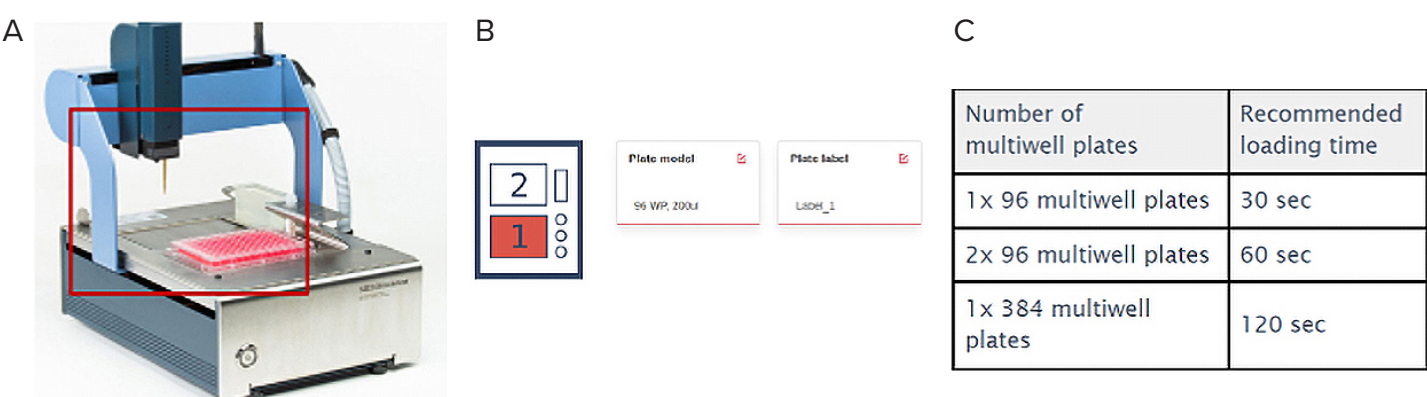 A
B
C
2
1
Plate model
96 WP, 200ul
Plate label
Label_1
Number of
multiwell plates
Recommended
loading time
1x 96 multiwell plates
30 sec
2x 96 multiwell plates
60 sec
1x 384 multiwell
plates
120 sec